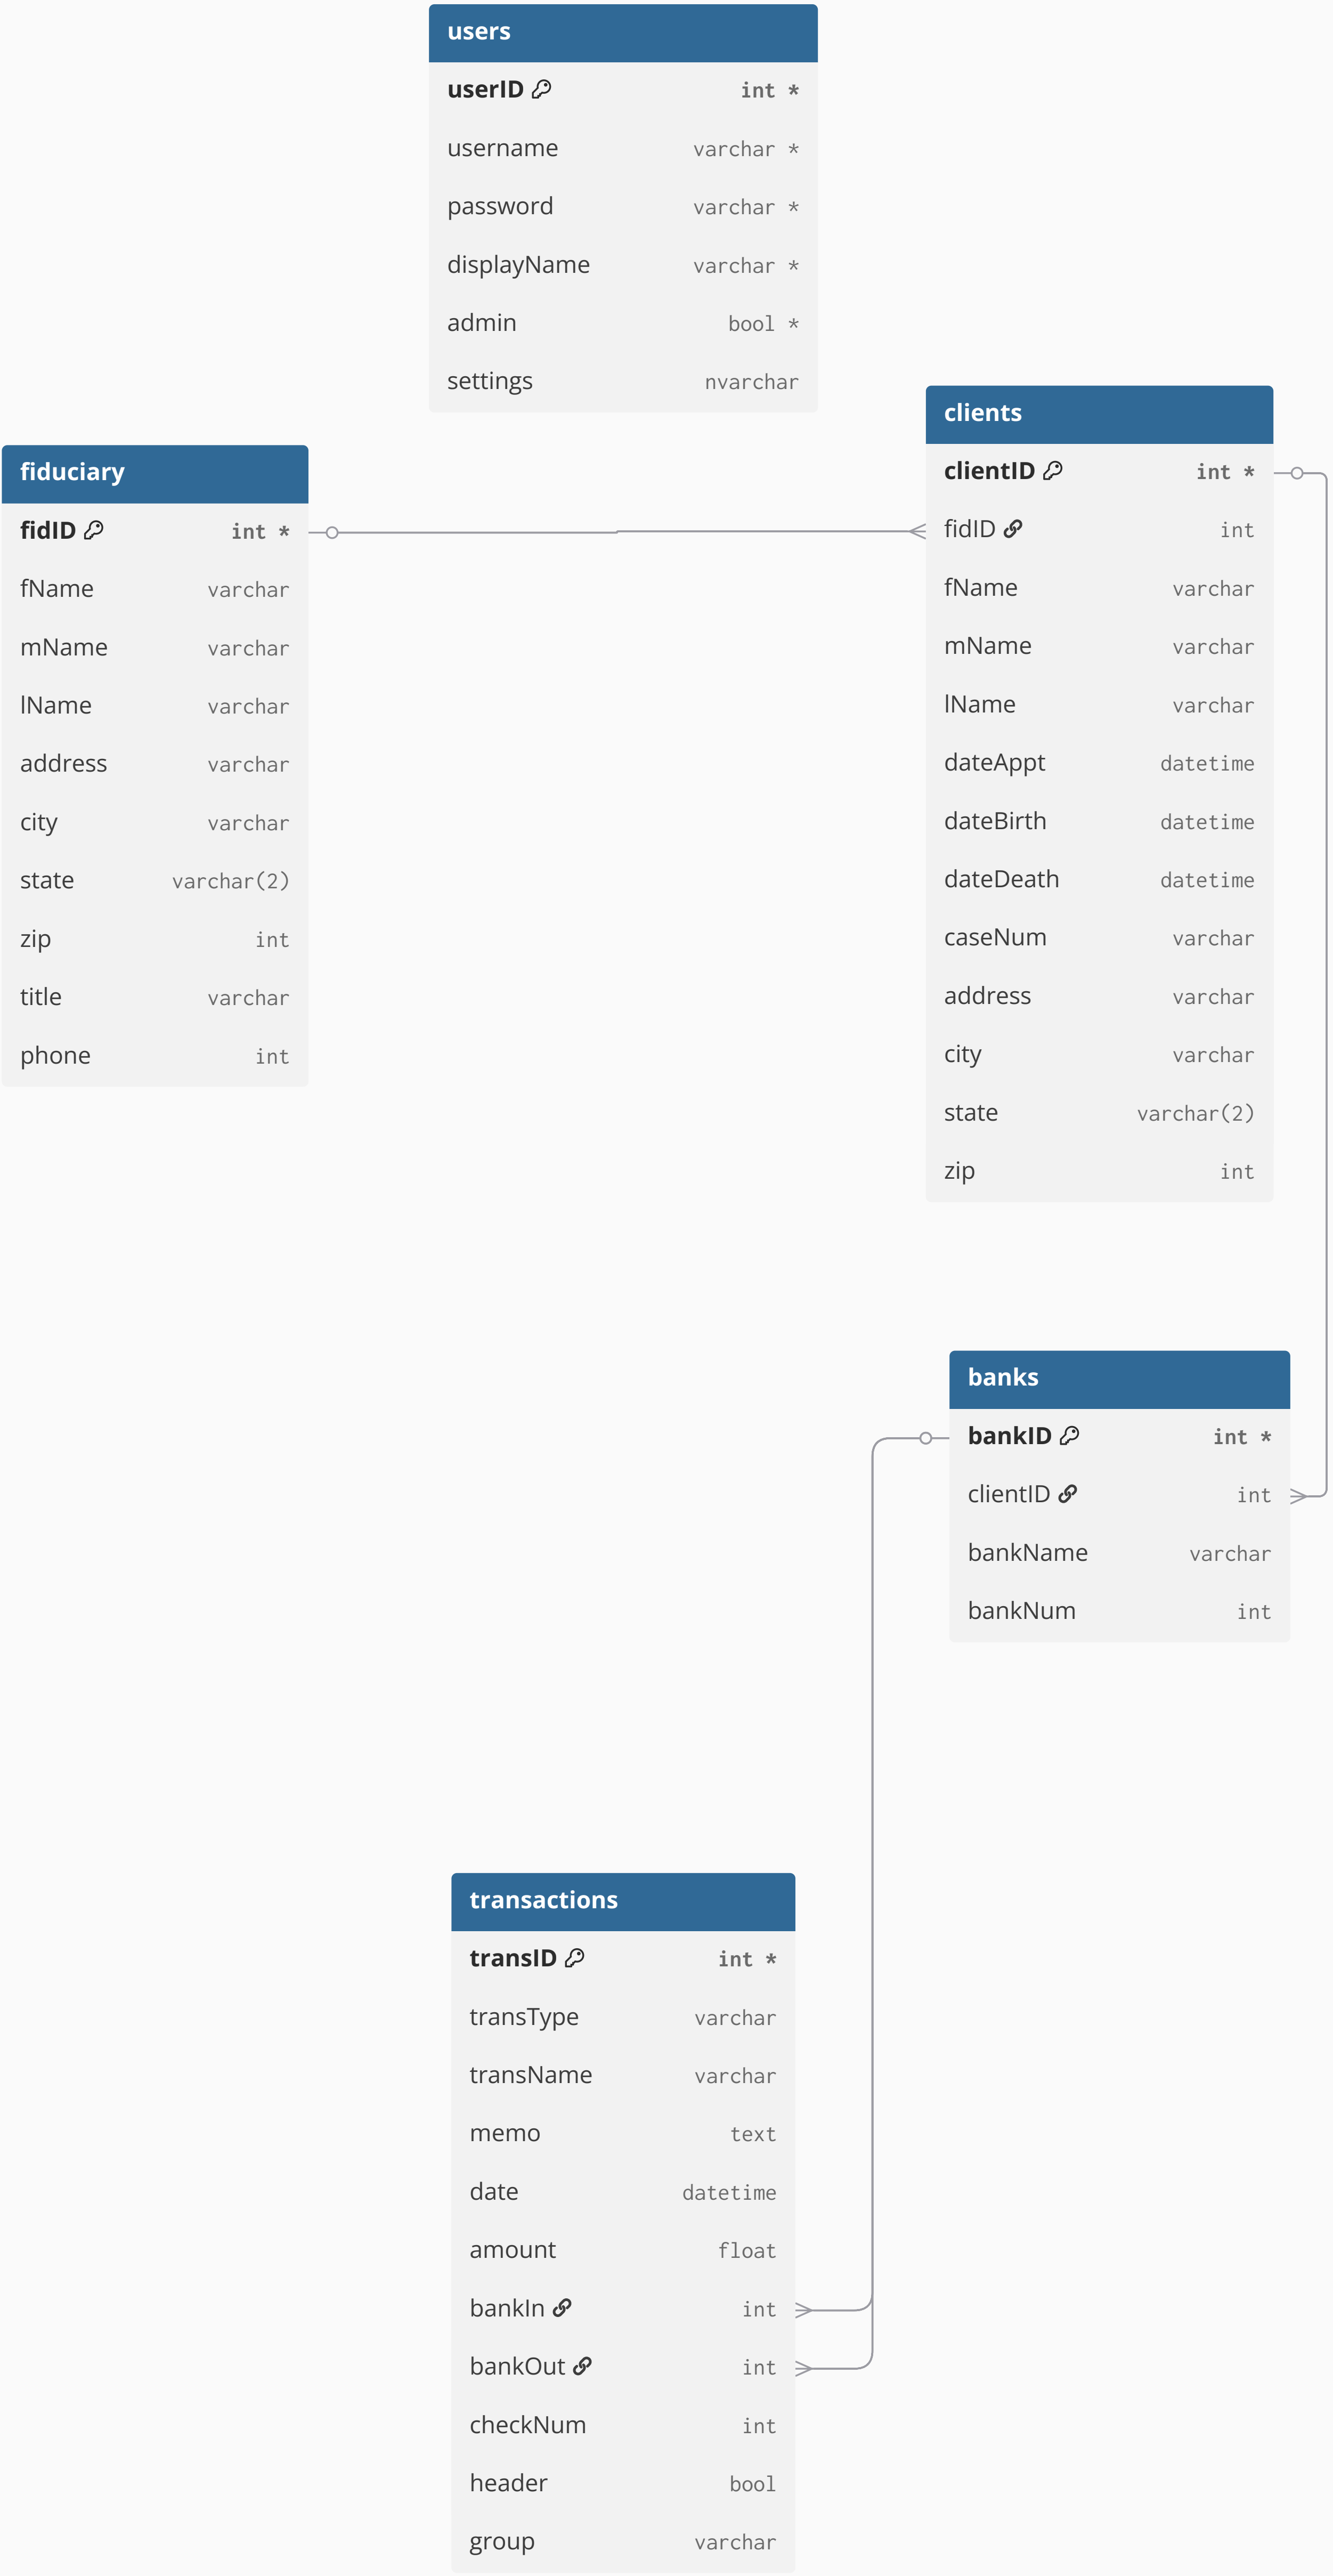 users
userID int *
username varchar *
password varchar *
displayName varchar *
admin bool *
settings nvarchar
fiduciary
fidID int *
fName varchar
mName varchar
lName varchar
address varchar
city varchar
state varchar(2)
zip int
title varchar
phone int
clients
clientID int *
fidID int
fName varchar
mName varchar
lName varchar
dateAppt datetime
dateBirth datetime
dateDeath datetime
caseNum varchar
address varchar
city varchar
state varchar(2)
zip int
banks
bankID int *
clientID int
bankName varchar
bankNum int
transactions
transID int *
transType varchar
transName varchar
memo text
date datetime
amount float
bankIn int
bankOut int
checkNum int
header bool
group varchar